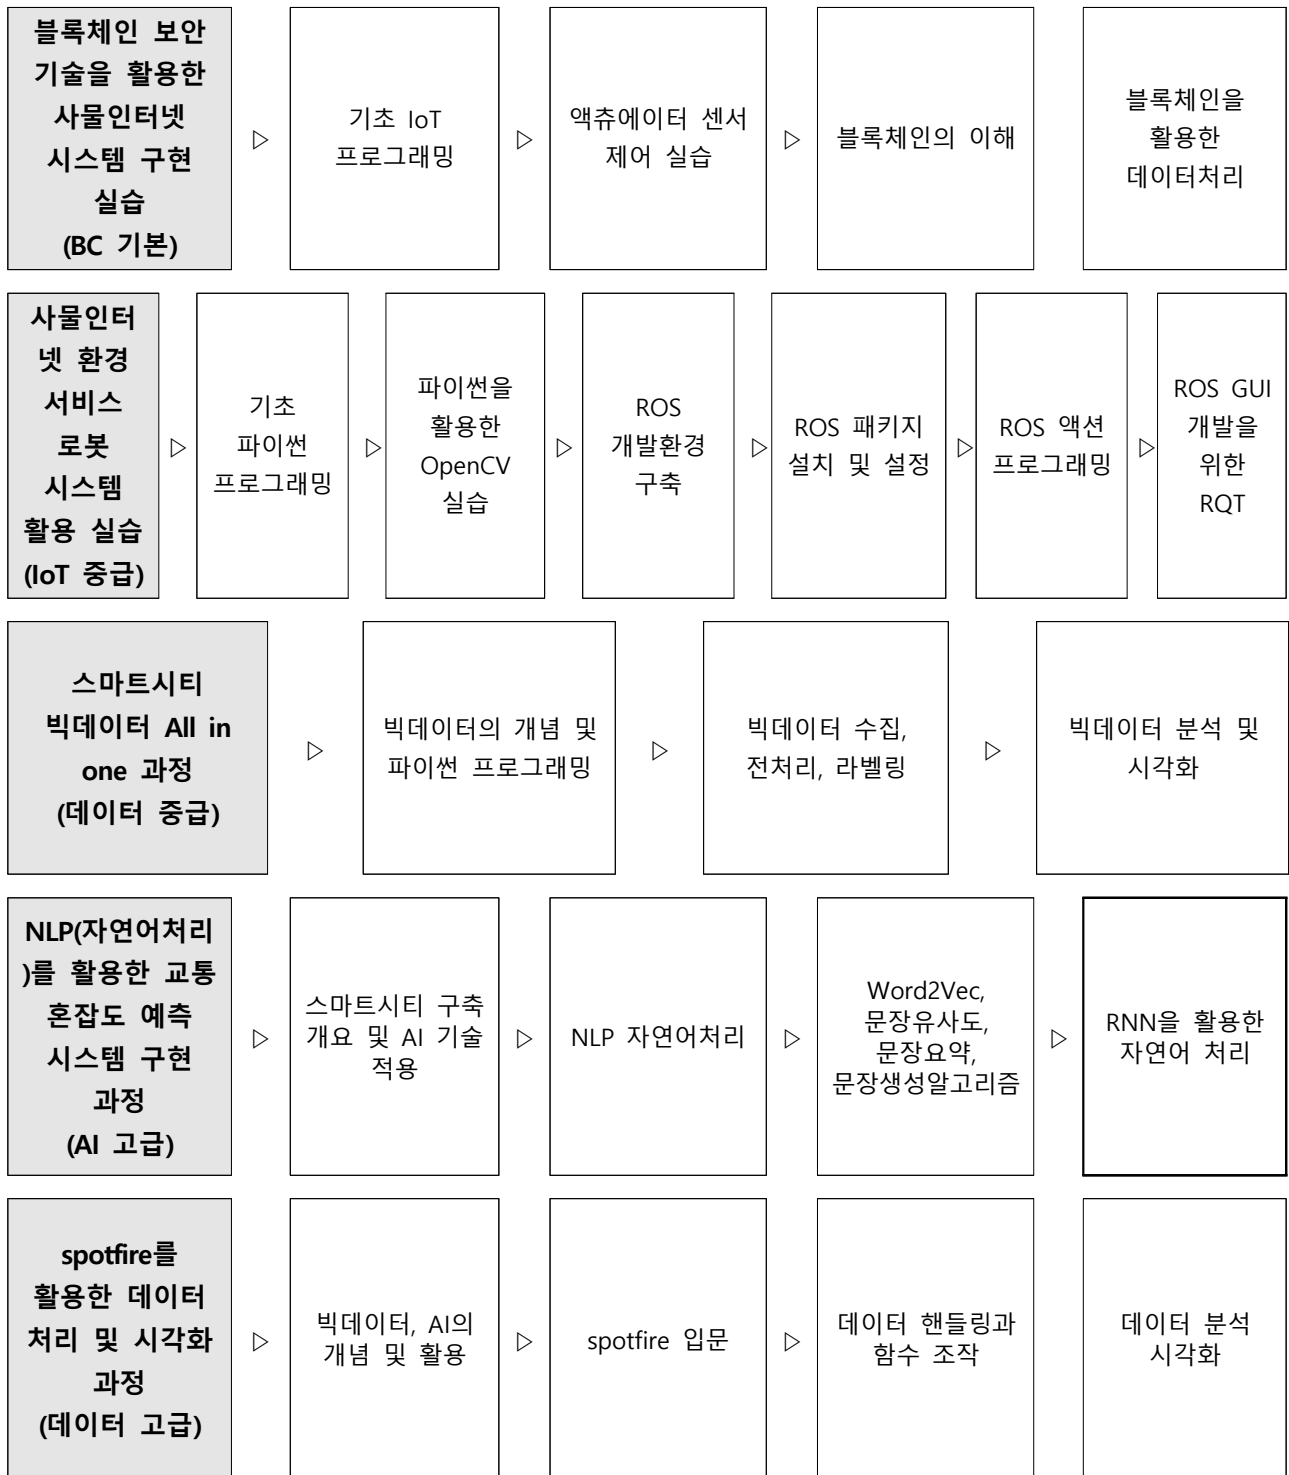 블록체인 보안
기술을 활용한
사물인터넷
시스템 구현
실습
(BC 기본)
▷
기초 IoT
프로그래밍
▷
액츄에이터 센서
제어 실습
▷
블록체인의 이해
블록체인을
활용한
데이터처리
사물인터
넷 환경
서비스
로봇
시스템
활용 실습
(IoT 중급)
▷
기초
파이썬
프로그래밍
▷
파이썬을
활용한
OpenCV
실습
▷
ROS
개발환경
구축
▷
ROS 패키지
설치 및 설정
▷
ROS 액션
프로그래밍
▷
ROS GUI
개발을
위한
RQT
스마트시티
빅데이터 All in
one 과정
(데이터 중급)
▷
빅데이터의 개념 및
파이썬 프로그래밍
▷
빅데이터 수집,
전처리, 라벨링
▷
빅데이터 분석 및
시각화
NLP(자연어처리
)를 활용한 교통
혼잡도 예측
시스템 구현
과정
(AI 고급)
▷
스마트시티 구축
개요 및 AI 기술
적용
▷
NLP 자연어처리
▷
Word2Vec,
문장유사도,
문장요약,
문장생성알고리즘
▷
RNN을 활용한
자연어 처리
spotfire를
활용한 데이터
처리 및 시각화
과정
(데이터 고급)
▷
빅데이터, AI의
개념 및 활용
▷
spotfire 입문
▷
데이터 핸들링과
함수 조작
데이터 분석
시각화